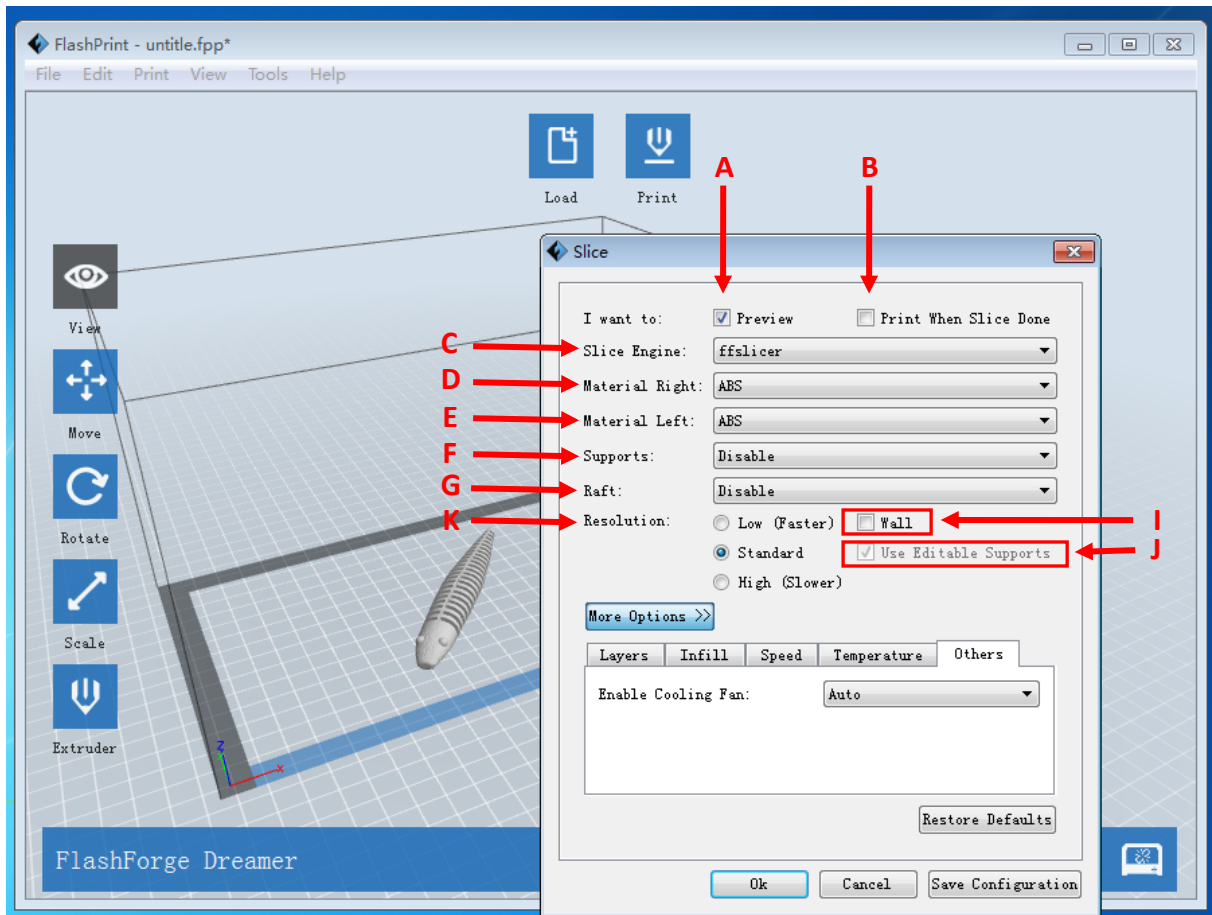 FlashPrint - untitle.fpp*
File Edit Print View Tools Help
Load Print
A B
View
Move
Rotate
Scale
Extruder
Slice
I want to: Preview Print When Slice Done
C Slice Engine: ffslicer
D Material Right: ABS
E Material Left: ABS
F Supports: Disable
G Raft: Disable
K Resolution: Low (Faster) Wall I
Standard Use Editable Supports J
High (Slower)
More Options >>
Layers Infill Speed Temperature Others
Enable Cooling Fan: Auto
Restore Defaults
Ok Cancel Save Configuration
z
x
FlashForge Dreamer